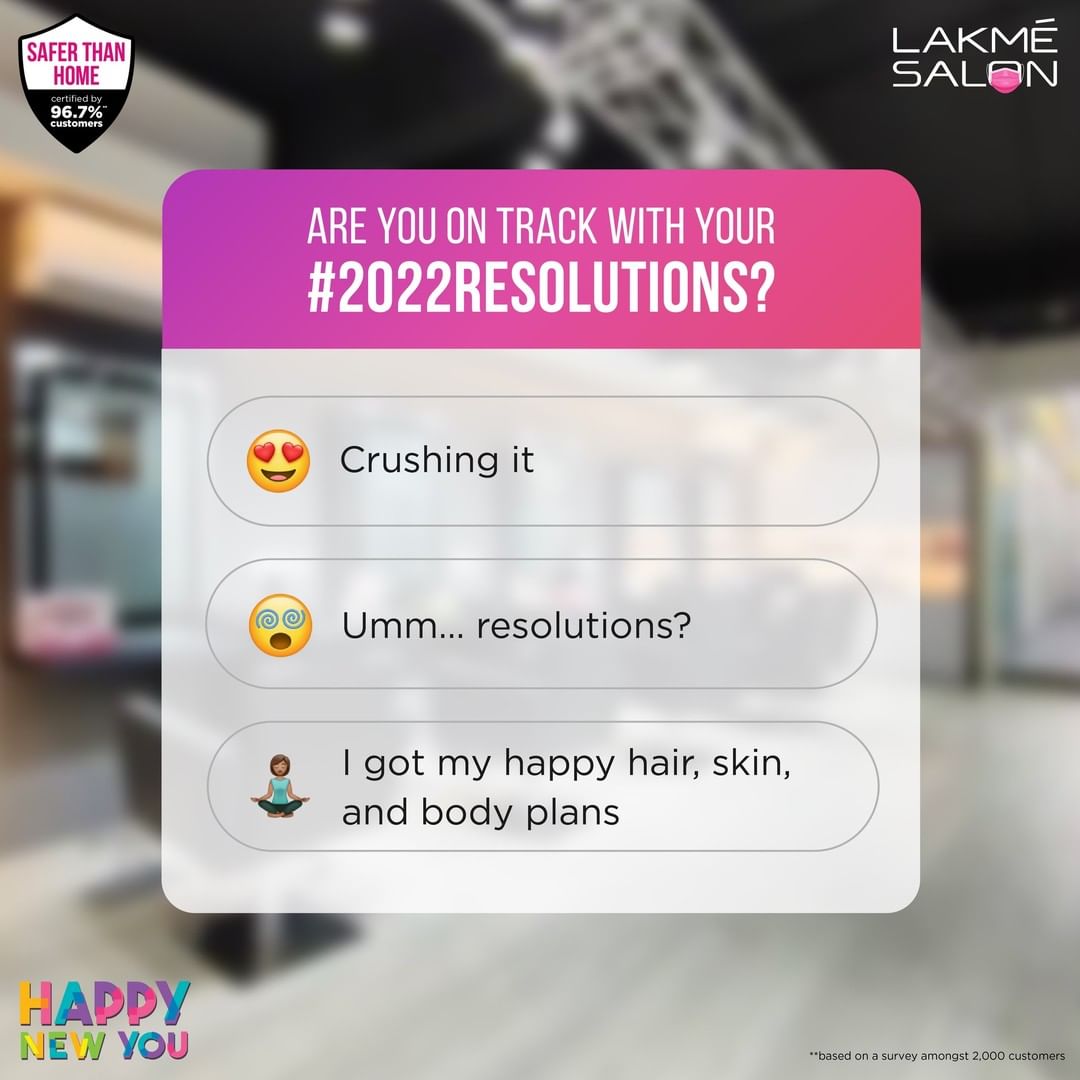 SAFER THAN
HOME
certified by
96.7%**
customers
LAKMÉ
SALON
ARE YOU ON TRACK WITH YOUR
#2022RESOLUTIONS?
😍 Crushing it
😵‍💫 Umm... resolutions?
🧘🏽‍♀️ I got my happy hair, skin,
and body plans
HAPPY
NEW YOU
**based on a survey amongst 2,000 customers